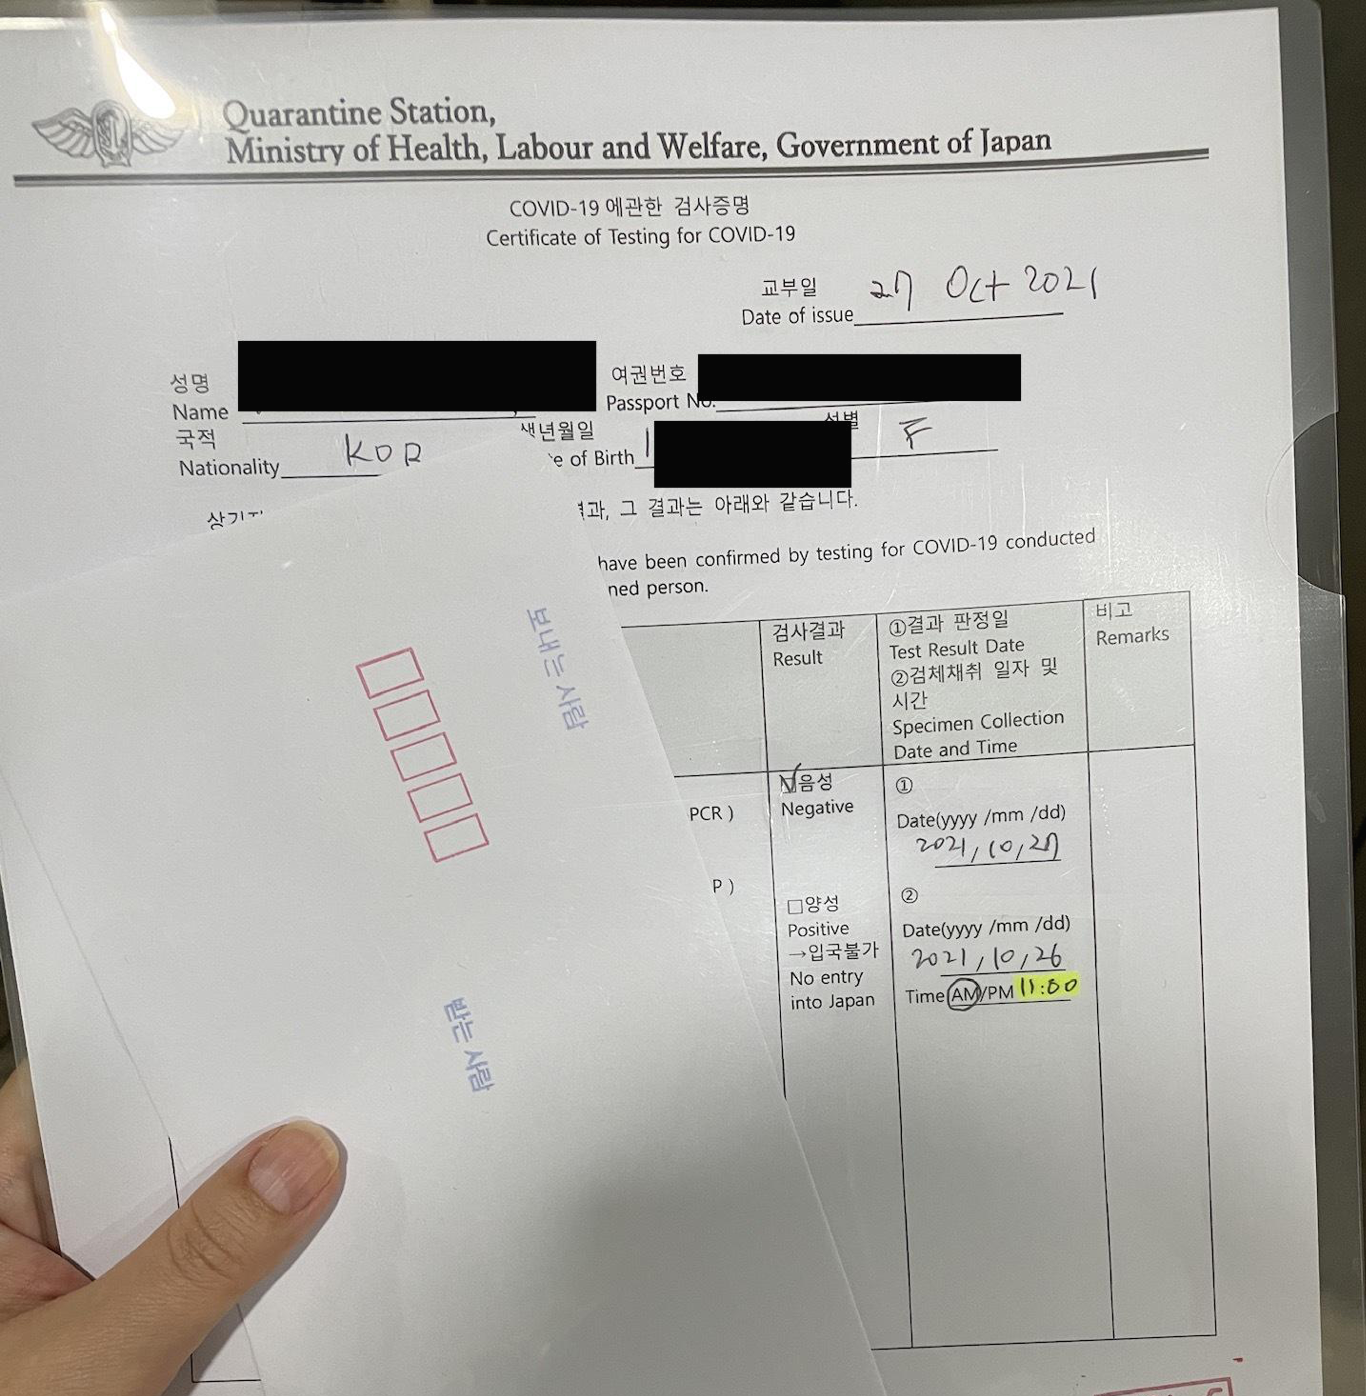 Quarantine Station,
Ministry of Health, Labour and Welfare, Government of Japan
COVID-19 에관한 검사증명
Certificate of Testing for COVID-19
교부일
Date of issue 27 Oct 2021
성명
Name
여권번호
Passport No.
국적
Nationality KOR
생년월일
e of Birth
성별
F
상기
과, 그 결과는 아래와 같습니다.
have been confirmed by testing for COVID-19 conducted
ned person.
검사결과
Result
①결과 판정일
Test Result Date
②검체채취 일자 및
시간
Specimen Collection
Date and Time
비고
Remarks
PCR )
P )
☑음성
Negative
□양성
Positive
→입국불가
No entry
into Japan
①
Date(yyyy /mm /dd)
2021, 10, 27
②
Date(yyyy /mm /dd)
2021, 10, 26
Time AM/PM 11:00
보내는 사람
받는 사람